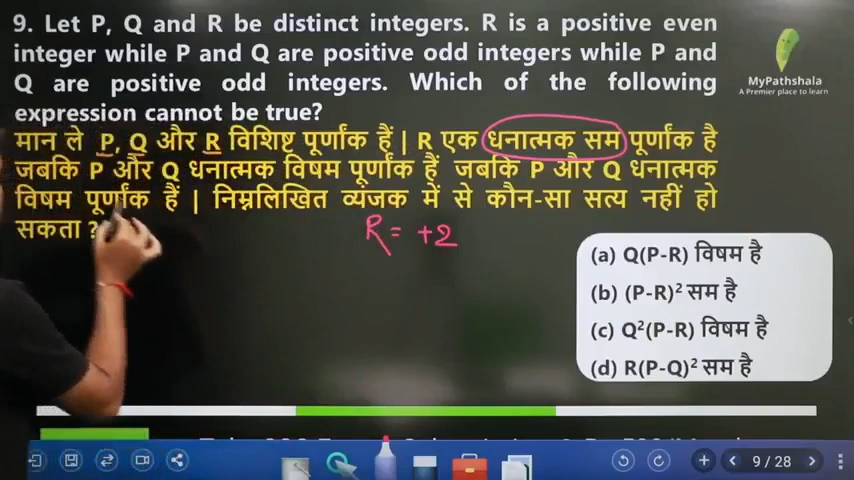 9. Let P, Q and R be distinct integers. R is a positive even
integer while P and Q are positive odd integers while P and
Q are positive odd integers. Which of the following
expression cannot be true?
मान ले P, Q और R विशिष्ट पूर्णांक हैं | R एक धनात्मक सम पूर्णांक है
जबकि P और Q धनात्मक विषम पूर्णांक हैं जबकि P और Q धनात्मक
विषम पूर्णांक हैं | निम्नलिखित व्यंजक में से कौन-सा सत्य नहीं हो
सकता ?
R = +2
(a) Q(P-R) विषम है
(b) (P-R)² सम है
(c) Q²(P-R) विषम है
(d) R(P-Q)² सम है
MyPathshala
A Premier place to learn
9 / 28